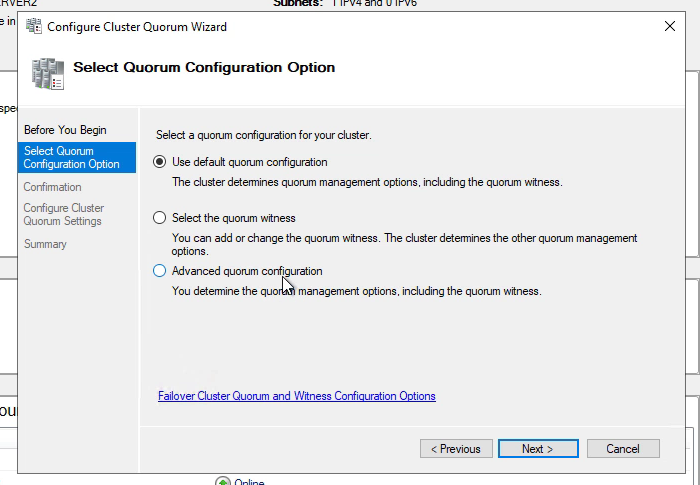 RVER2
Subnets: 1 IPv4 and 0 IPv6
e in
Configure Cluster Quorum Wizard
Select Quorum Configuration Option
spe
Before You Begin
Select Quorum
Configuration Option
Confirmation
Configure Cluster
Quorum Settings
Summary
Select a quorum configuration for your cluster.
Use default quorum configuration
The cluster determines quorum management options, including the quorum witness.
Select the quorum witness
You can add or change the quorum witness. The cluster determines the other quorum management
options.
Advanced quorum configuration
You determine the quorum management options, including the quorum witness.
Failover Cluster Quorum and Witness Configuration Options
ou
< Previous
Next >
Cancel
Online